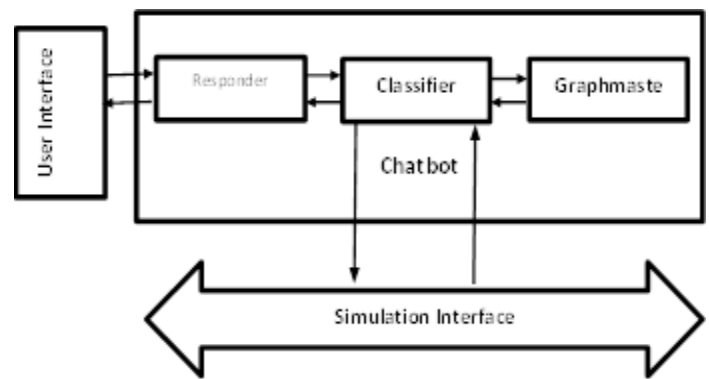 User Interface
Responder
Classifier
Graphmaste
Chatbot
Simulation Interface